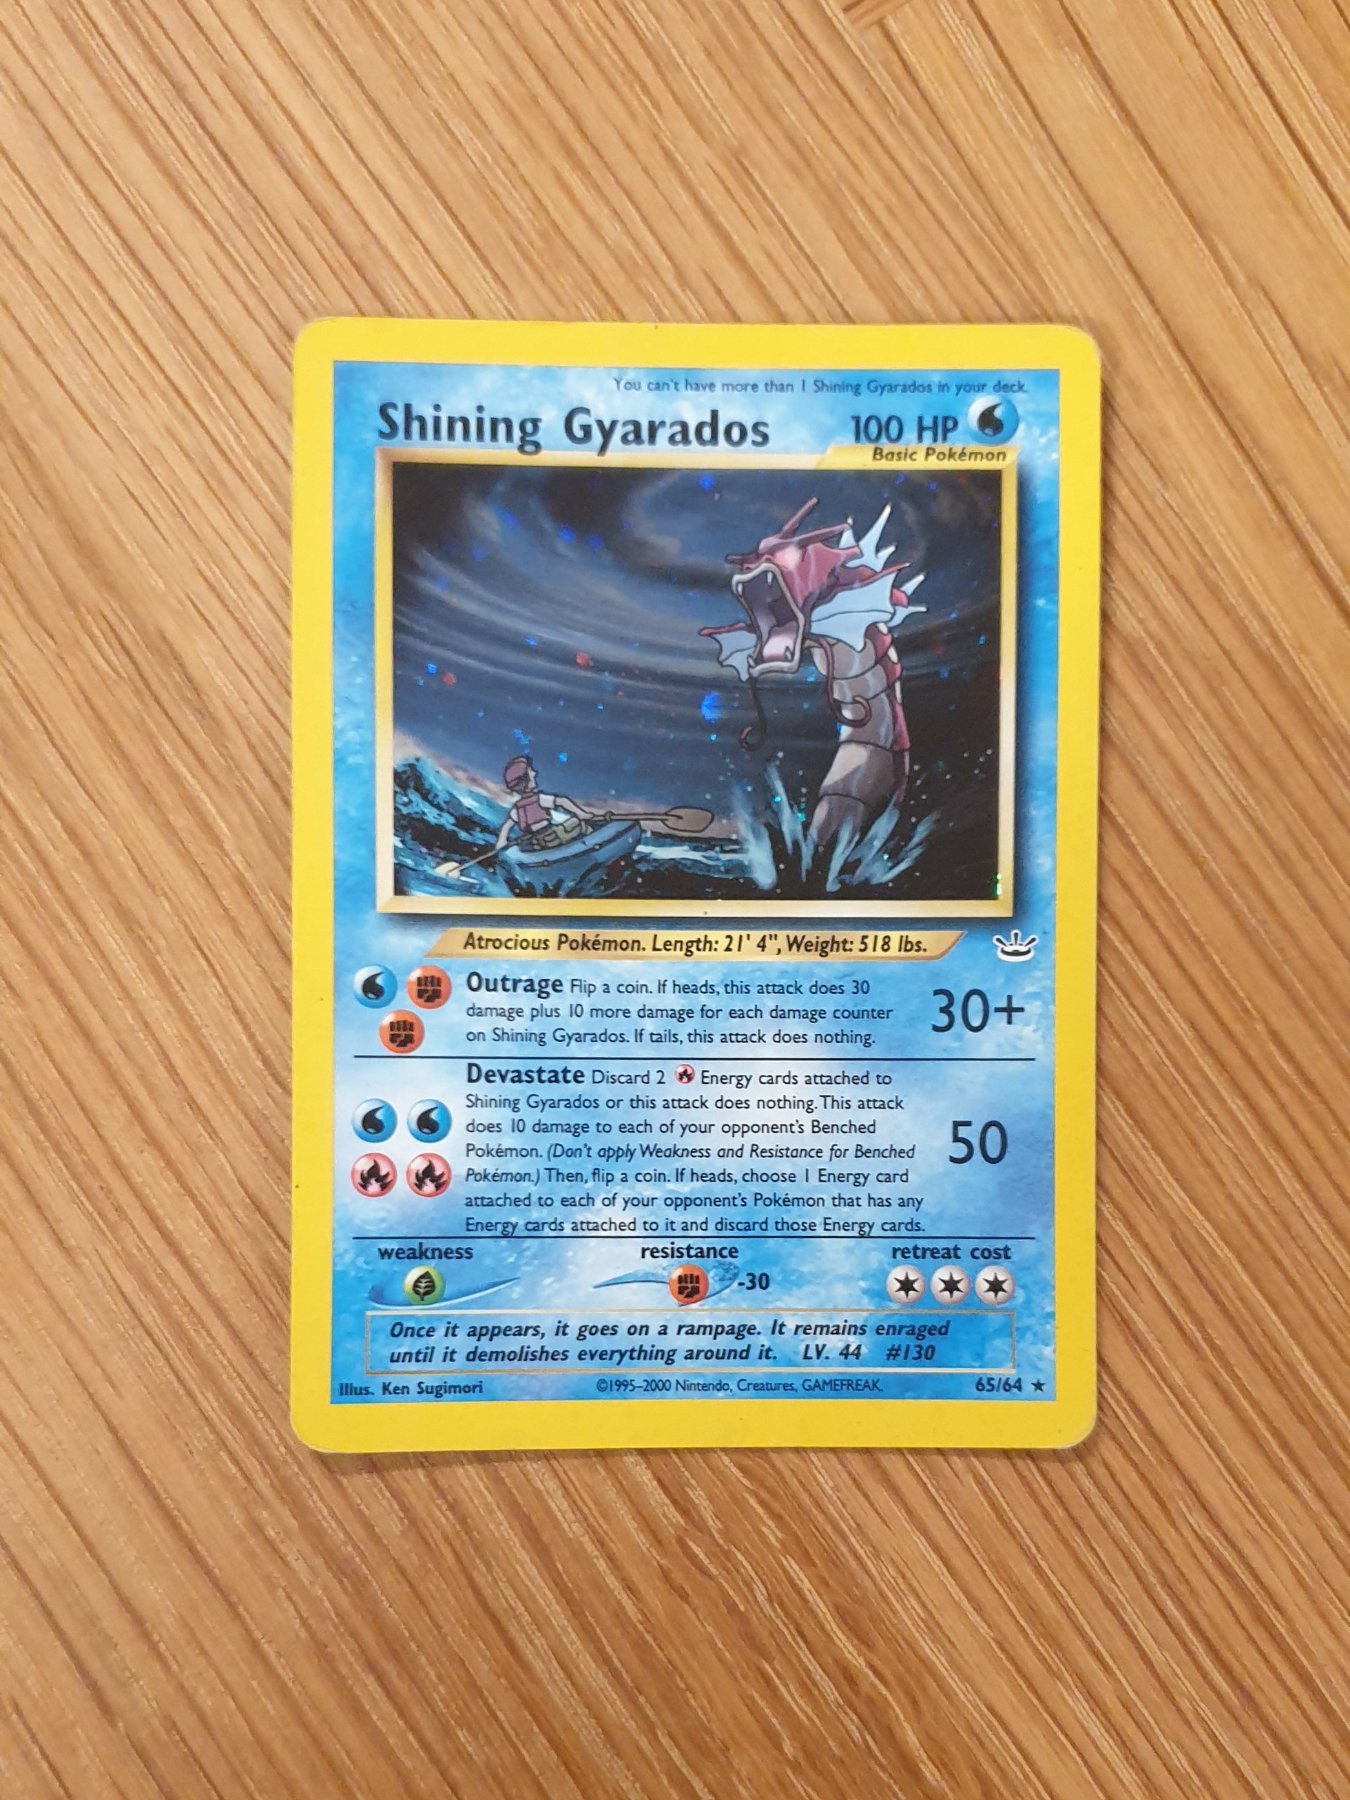 You can't have more than 1 Shining Gyarados in your deck.
Shining Gyarados 100 HP
Basic Pokémon
Atrocious Pokémon. Length: 21' 4", Weight: 518 lbs.
Outrage Flip a coin. If heads, this attack does 30
damage plus 10 more damage for each damage counter
on Shining Gyarados. If tails, this attack does nothing.
30+
Devastate Discard 2 Energy cards attached to
Shining Gyarados or this attack does nothing. This attack
does 10 damage to each of your opponent's Benched
Pokémon. (Don't apply Weakness and Resistance for Benched
Pokémon.) Then, flip a coin. If heads, choose 1 Energy card
attached to each of your opponent's Pokémon that has any
Energy cards attached to it and discard those Energy cards.
50
weakness resistance retreat cost
-30
Once it appears, it goes on a rampage. It remains enraged
until it demolishes everything around it. LV. 44 #130
Illus. Ken Sugimori ©1995–2000 Nintendo, Creatures, GAMEFREAK. 65/64 ★